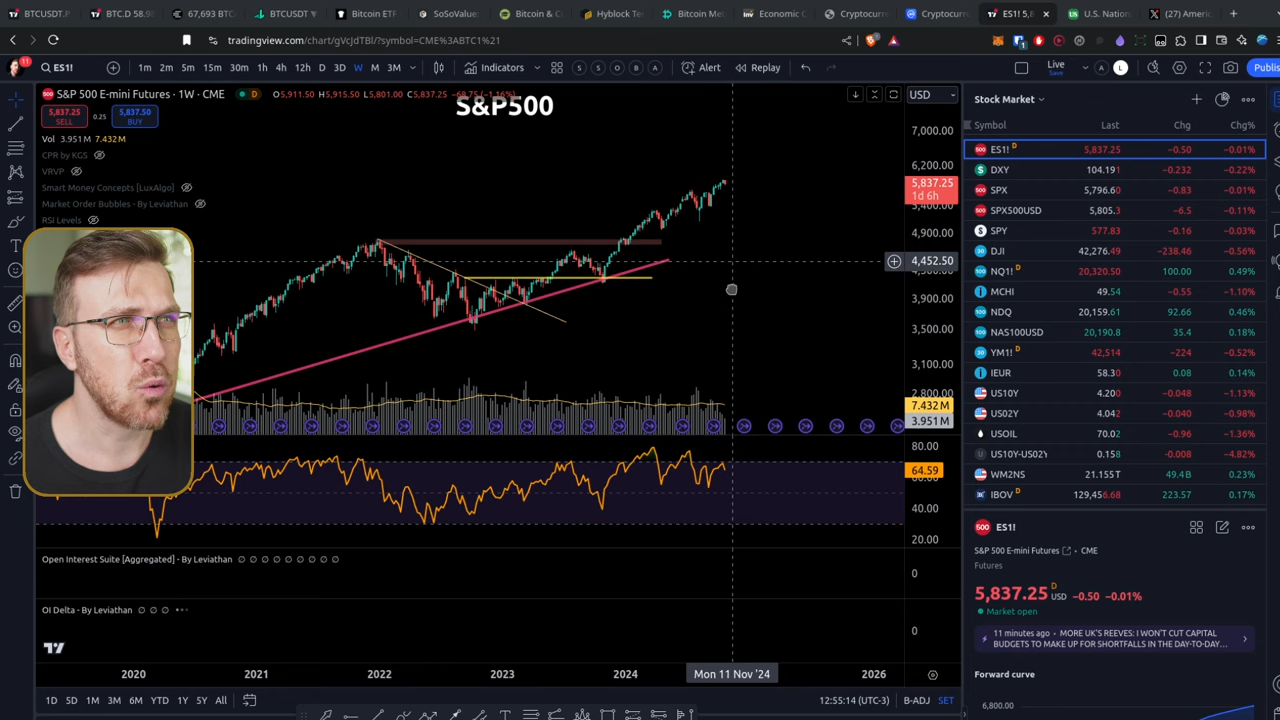 BTCUSDT.P
BTC.D 58.98
67,693 BTC
BTCUSDT
Bitcoin ETF
SoSoValue
Bitcoin & C
Hyblock Te
Bitcoin Me
Economic C
Cryptocurre
Cryptocurr
ES1! 5,8
U.S. Nation
(27) Americ
tradingview.com/chart/gVcJdTBl/?symbol=CME%3ABTC1%21
11
ES1!
1m 2m 5m 15m 30m 1h 4h 12h D 3D W M 3M
Indicators
S S O B A
Alert
Replay
Live
Save
A
L
Publis
S&P 500 E-mini Futures · 1W · CME
D
O5,911.50 H5,915.50 L5,801.00 C5,837.25 −68.75 (−1.16%)
S&P500
USD
5,837.25
SELL
0.25
5,837.50
BUY
Vol 3.951 M 7.432 M
CPR by KGS
VRVP
Smart Money Concepts [LuxAlgo]
Market Order Bubbles - By Leviathan
RSI Levels
7,000.00
6,200.00
5,837.25
1d 6h
5,400.00
4,900.00
4,452.50
3,900.00
3,500.00
3,100.00
2,800.00
7.432 M
3.951 M
80.00
64.59
40.00
20.00
Open Interest Suite [Aggregated] - By Leviathan
0
OI Delta - By Leviathan
0
2020
2021
2022
2023
2024
Mon 11 Nov '24
2026
1D 5D 1M 3M 6M YTD 1Y 5Y All
12:55:14 (UTC-3)
B-ADJ
SET
Stock Market
Symbol Last Chg Chg%
ES1! D 5,837.25 −0.50 −0.01%
DXY 104.191 −0.232 −0.22%
SPX 5,796.60 −0.83 −0.01%
SPX500USD 5,805.3 −6.5 −0.11%
SPY 577.83 −0.16 −0.03%
DJI 42,276.49 −238.46 −0.56%
NQ1! D 20,320.50 100.00 0.49%
MCHI 49.54 −0.55 −1.10%
NDQ 20,159.61 92.66 0.46%
NAS100USD 20,190.8 35.4 0.18%
YM1! D 42,514 −224 −0.52%
IEUR 58.30 0.08 0.14%
US10Y 4.200 −0.048 −1.13%
US02Y 4.042 −0.040 −0.98%
USOIL 70.02 −0.96 −1.36%
US10Y-US02Y 0.158 −0.008 −4.82%
WM2NS 21.155T 49.4B 0.23%
IBOV D 129,456.68 223.57 0.17%
500 ES1!
S&P 500 E-mini Futures · CME
Futures
5,837.25 D USD −0.50 −0.01%
Market open
11 minutes ago • MORE UK'S REEVES: I WON'T CUT CAPITAL
BUDGETS TO MAKE UP FOR SHORTFALLS IN THE DAY-TO-DAY...
Forward curve
6,800.00